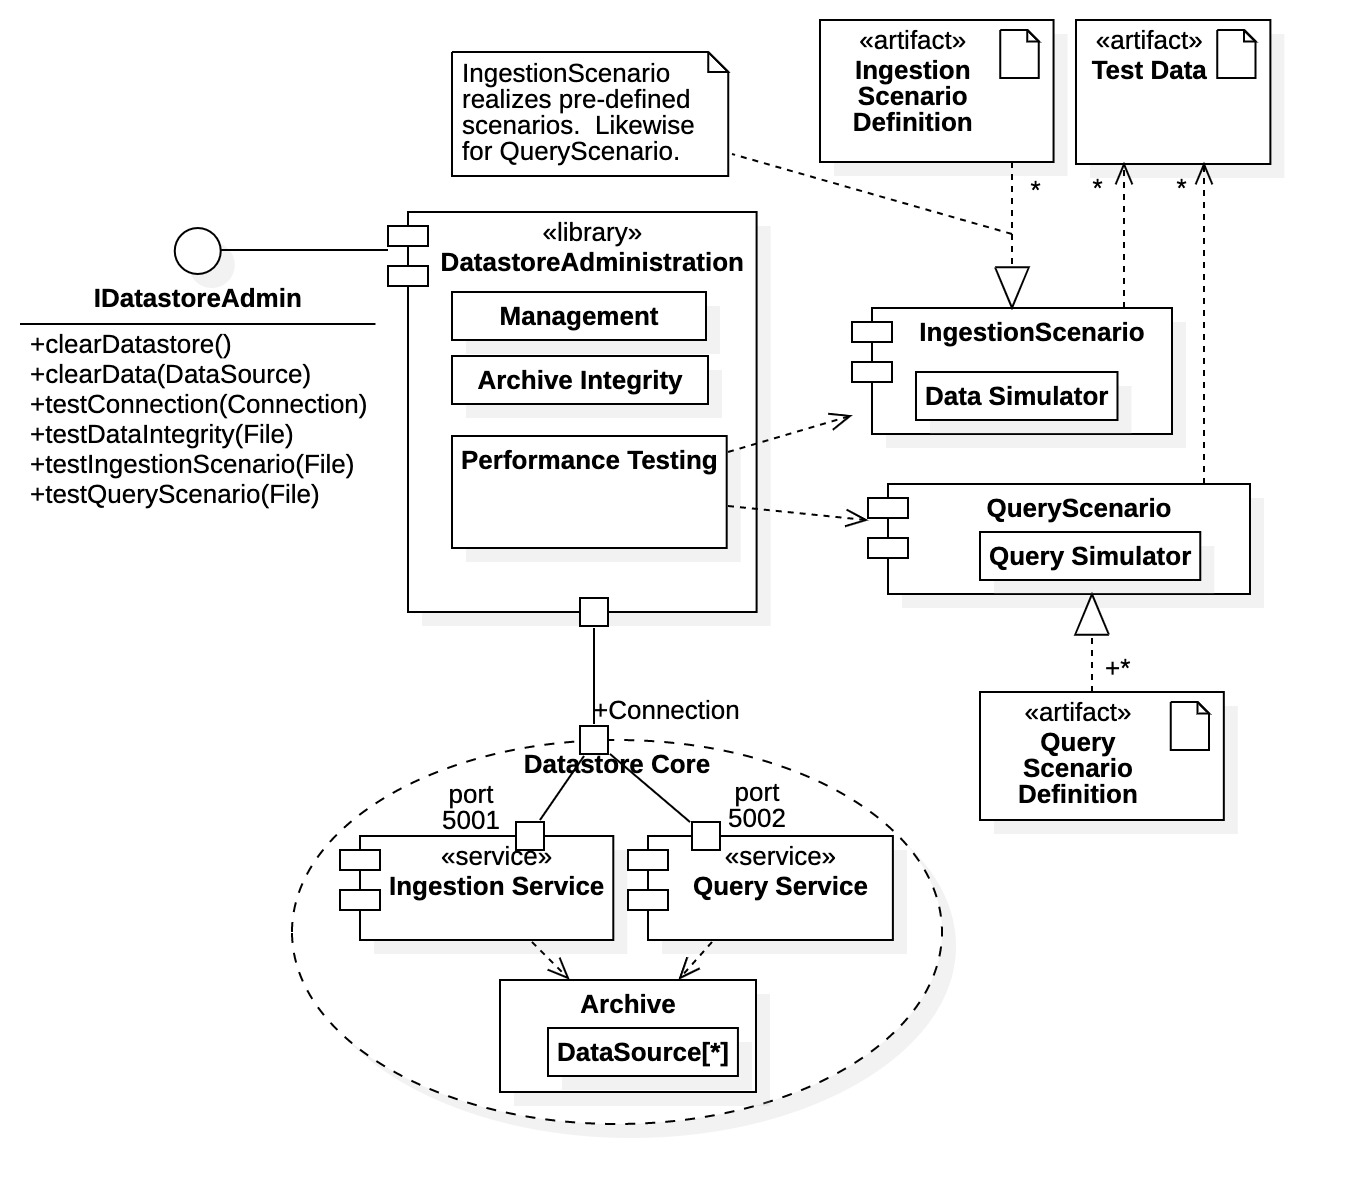 «artifact»
Ingestion
Scenario
Definition
«artifact»
Test Data
IngestionScenario
realizes pre-defined
scenarios.  Likewise
for QueryScenario.
*
*
*
«library»
DatastoreAdministration
IDatastoreAdmin
+clearDatastore()
+clearData(DataSource)
+testConnection(Connection)
+testDataIntegrity(File)
+testIngestionScenario(File)
+testQueryScenario(File)
Management
Archive Integrity
Performance Testing
IngestionScenario
Data Simulator
QueryScenario
Query Simulator
+*
«artifact»
Query
Scenario
Definition
+Connection
Datastore Core
port
5001
port
5002
«service»
Ingestion Service
«service»
Query Service
Archive
DataSource[*]